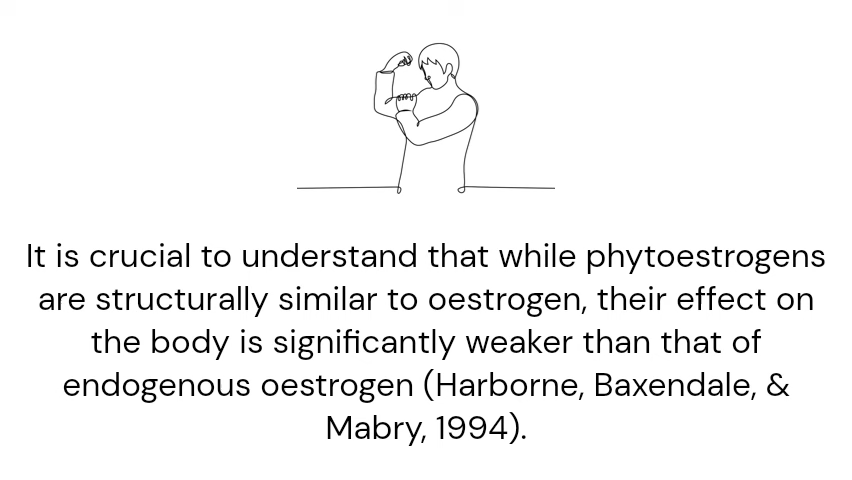 It is crucial to understand that while phytoestrogens
are structurally similar to oestrogen, their effect on
the body is significantly weaker than that of
endogenous oestrogen (Harborne, Baxendale, &
Mabry, 1994).